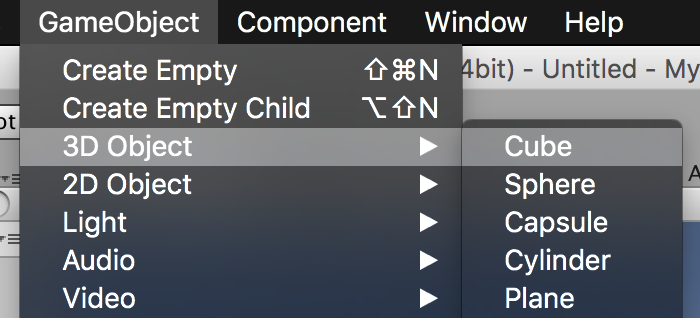 GameObject Component Window Help
4bit) - Untitled - My
Create Empty ⇧⌘N
Create Empty Child ⌥⇧N
3D Object ▶
2D Object ▶
Light ▶
Audio ▶
Video ▶
Cube
Sphere
Capsule
Cylinder
Plane